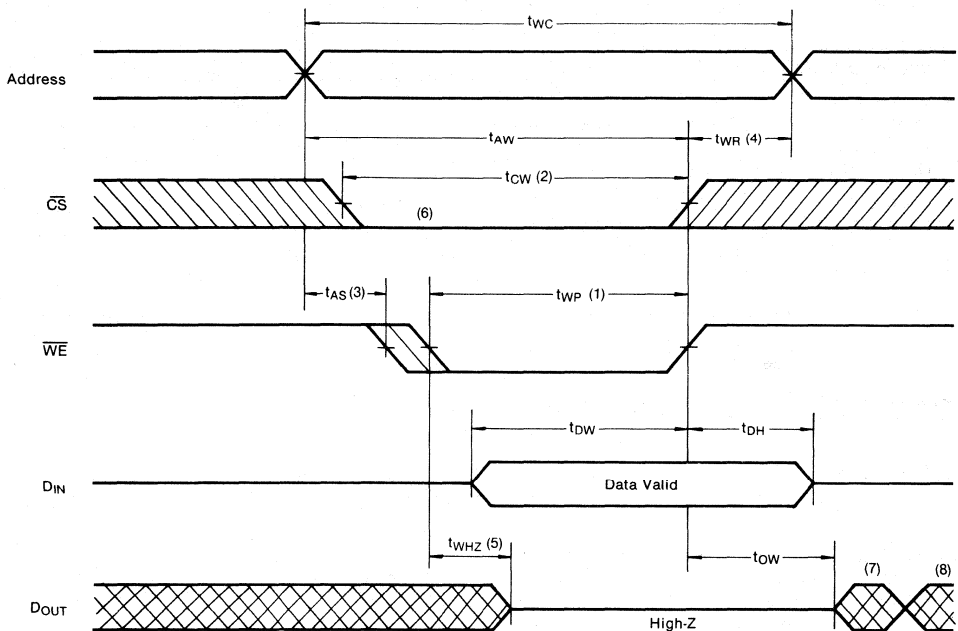 tWC
Address
tAW
tWR (4)
tCW (2)
CS
(6)
tAS (3)
tWP (1)
WE
tDW
tDH
DIN
Data Valid
tWHZ (5)
tOW
(7)
(8)
DOUT
High-Z